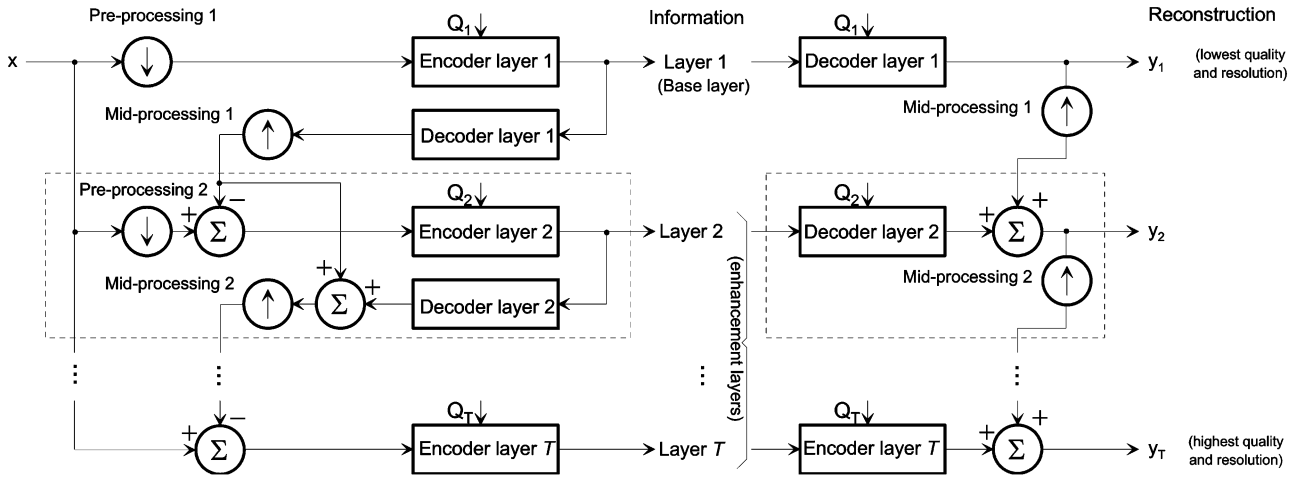 Pre-processing 1
Q1
Information
Q1
Reconstruction
x
↓
Encoder layer 1
Layer 1
(Base layer)
Decoder layer 1
y1
(lowest quality
and resolution)
Mid-processing 1
↑
Decoder layer 1
Mid-processing 1
↑
Pre-processing 2
−
Q2
Q2
+
+
↓
+
Σ
Encoder layer 2
Layer 2
Decoder layer 2
Σ
y2
Mid-processing 2
+
+
↑
Σ
Decoder layer 2
(enhancement layers)
Mid-processing 2
↑
...
...
...
...
−
QT
QT
+
+
+
Σ
Encoder layer T
Layer T
Encoder layer T
Σ
yT
(highest quality
and resolution)